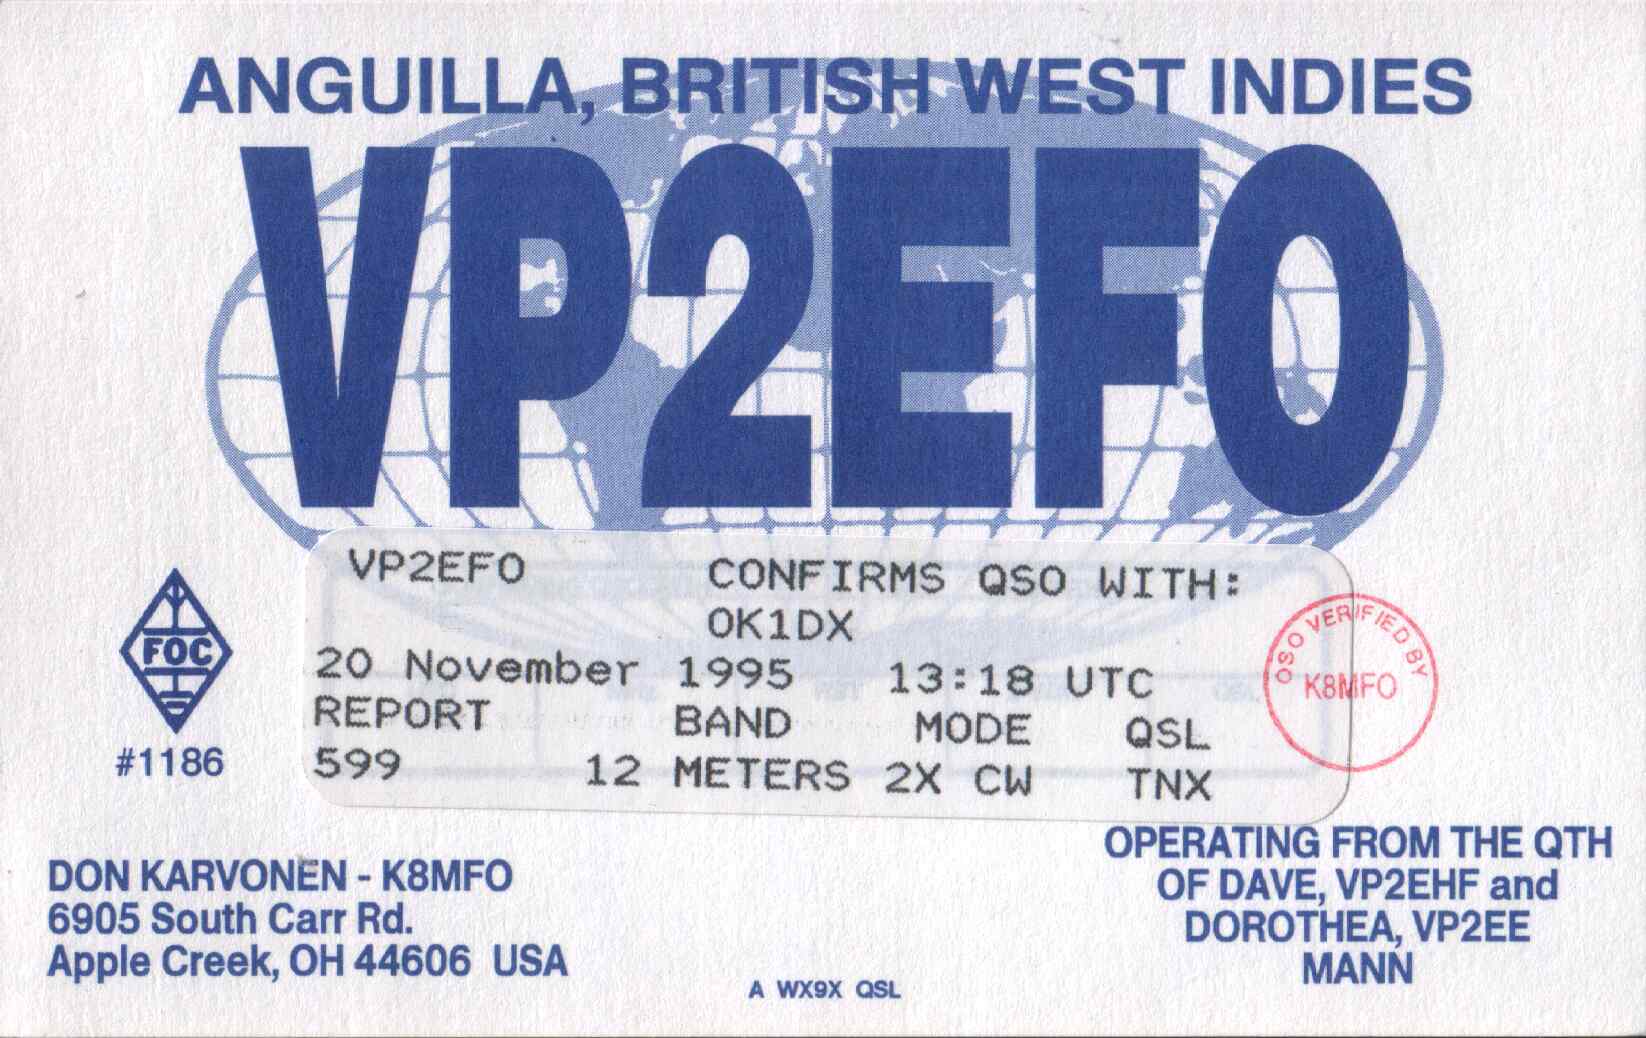 ANGUILLA, BRITISH WEST INDIES
VP2EFO
VP2EFO CONFIRMS QSO WITH:
OK1DX
20 November 1995 13:18 UTC
REPORT BAND MODE QSL
599 12 METERS 2X CW TNX
QSO VERIFIED BY
K8MFO
FOC
#1186
DON KARVONEN - K8MFO
6905 South Carr Rd.
Apple Creek, OH 44606 USA
OPERATING FROM THE QTH
OF DAVE, VP2EHF and
DOROTHEA, VP2EE
MANN
A WX9X QSL